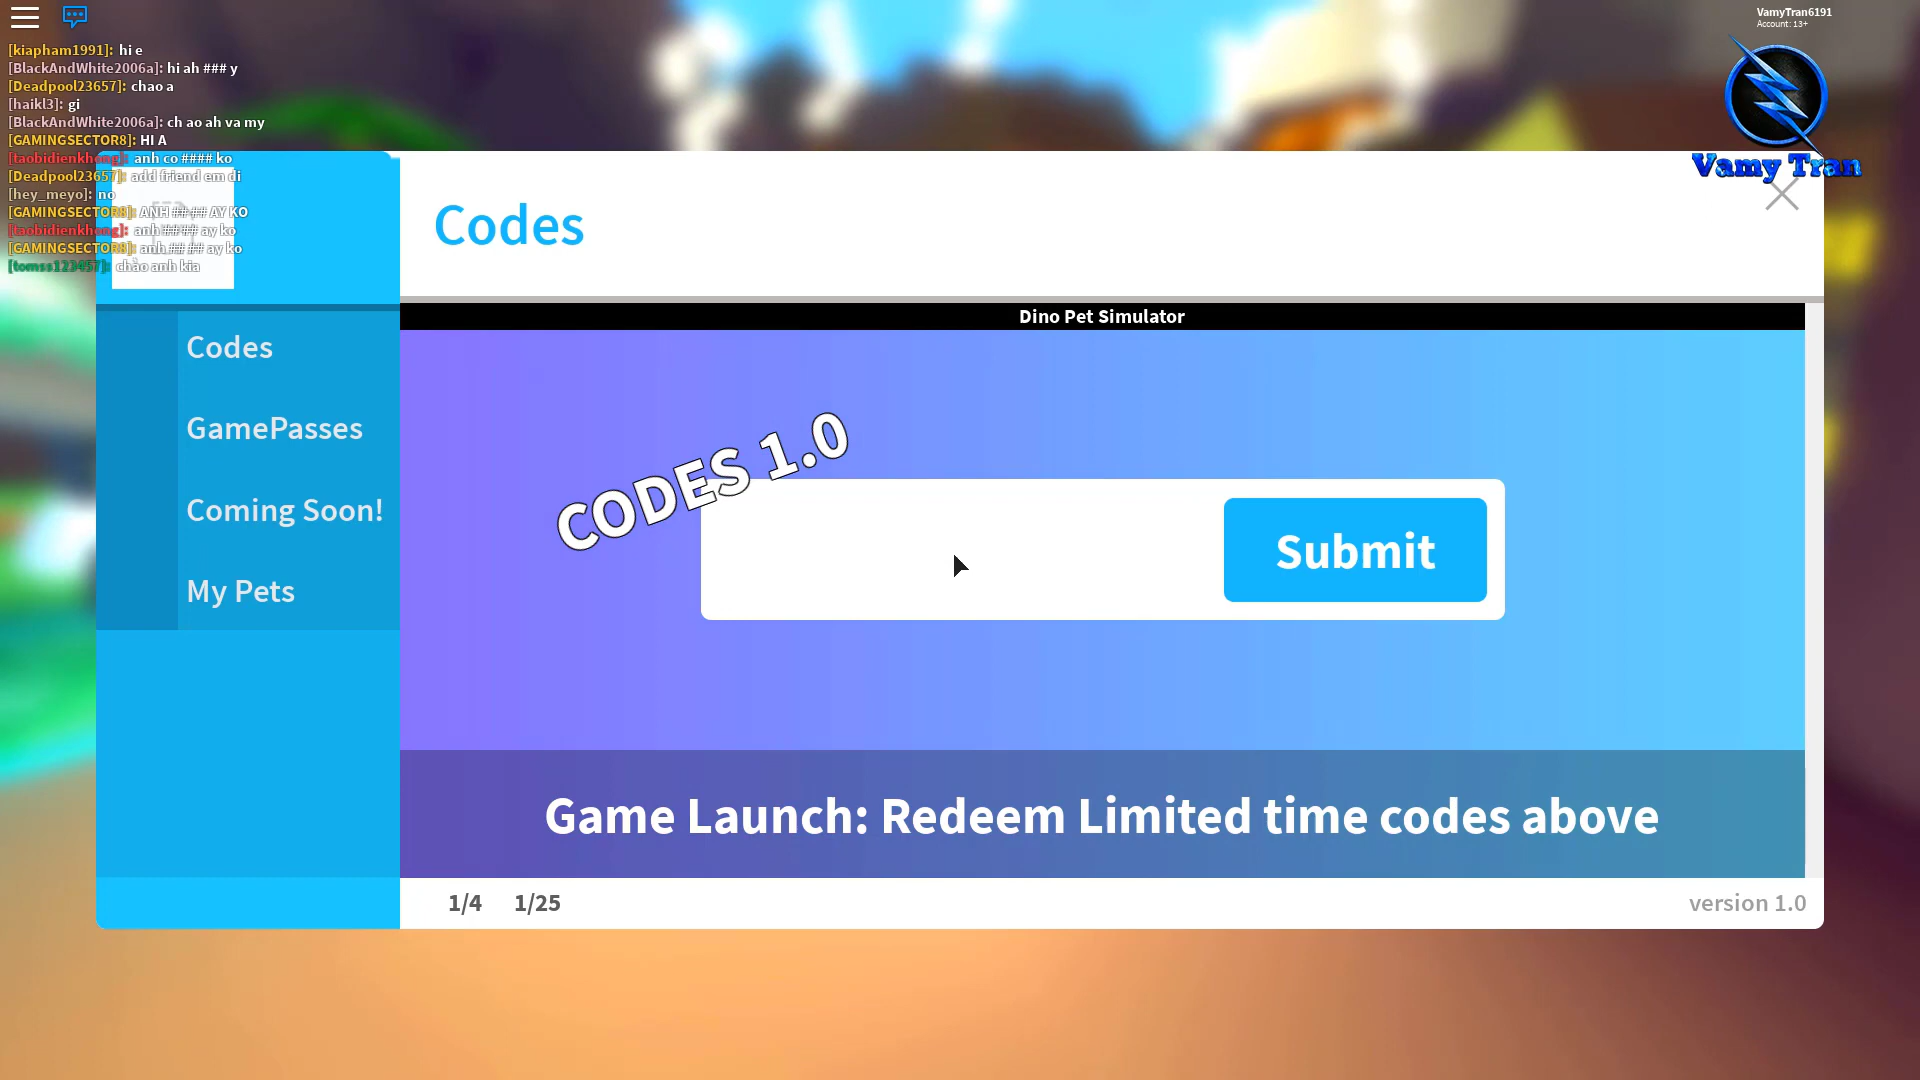 VamyTran6191
Account: 13+
[kiapham1991]: hi e
[BlackAndWhite2006a]: hi ah ### y
[Deadpool23657]: chao a
[haikl3]: gi
[BlackAndWhite2006a]: ch ao ah va my
[GAMINGSECTOR8]: HI A
[taobidienkhong]: anh co #### ko
[Deadpool23657]: add friend em di
[hey_meyo]: no
[GAMINGSECTOR8]: ANH ## ## AY KO
[taobidienkhong]: anh ## ## ay ko
[GAMINGSECTOR8]: anh ## ## ay ko
[tomss123457]: chào anh kia
Vamy Tran
Codes
Dino Pet Simulator
Codes
GamePasses
Coming Soon!
My Pets
CODES 1.0
Submit
Game Launch: Redeem Limited time codes above
1/4 1/25
version 1.0